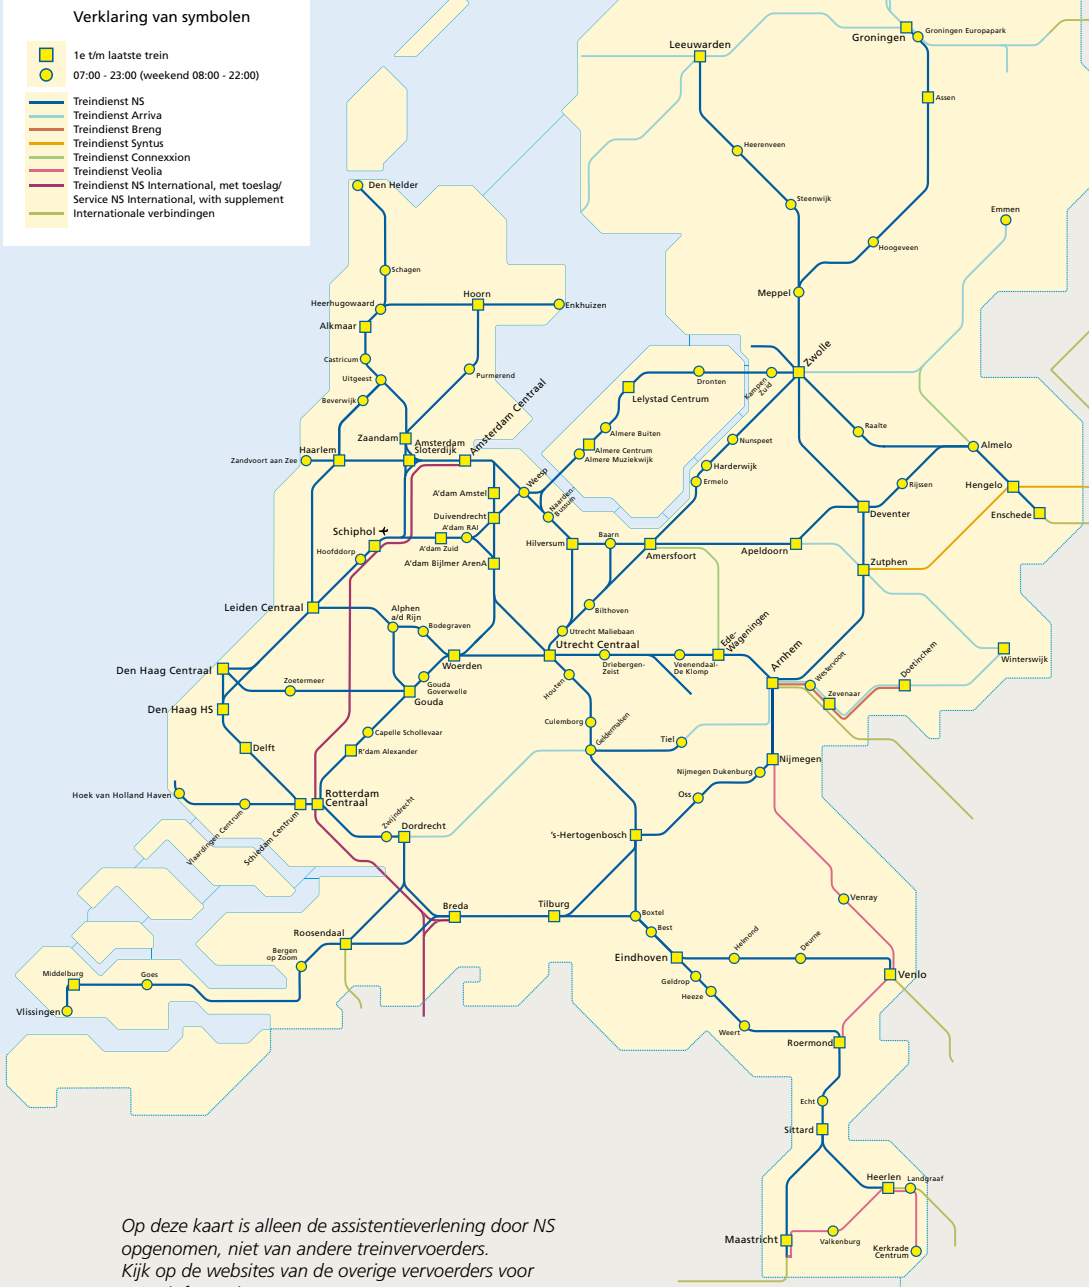 Verklaring van symbolen
1e t/m laatste trein
07:00 - 23:00 (weekend 08:00 - 22:00)
Treindienst NS
Treindienst Arriva
Treindienst Breng
Treindienst Syntus
Treindienst Connexxion
Treindienst Veolia
Treindienst NS International, met toeslag/
Service NS International, with supplement
Internationale verbindingen
Leeuwarden
Groningen
Groningen Europapark
Assen
Heerenveen
Steenwijk
Hoogeveen
Emmen
Meppel
Zwolle
Den Helder
Schagen
Heerhugowaard
Hoorn
Enkhuizen
Alkmaar
Castricum
Uitgeest
Purmerend
Beverwijk
Zaandam
Amsterdam
Sloterdijk
Amsterdam Centraal
Haarlem
Zandvoort aan Zee
Dronten
Kampen
Zuid
Lelystad Centrum
Almere Buiten
Almere Centrum
Almere Muziekwijk
Nunspeet
Harderwijk
Ermelo
Raalte
Almelo
Rijssen
Hengelo
Enschede
Deventer
Weesp
Naarden-
Bussum
A'dam Amstel
Duivendrecht
A'dam RAI
A'dam Zuid
A'dam Bijlmer ArenA
Schiphol
Hoofddorp
Hilversum
Baarn
Amersfoort
Apeldoorn
Zutphen
Leiden Centraal
Alphen
a/d Rijn
Bodegraven
Bilthoven
Utrecht Maliebaan
Utrecht Centraal
Woerden
Driebergen-
Zeist
Veenendaal-
De Klomp
Ede-
Wageningen
Arnhem
Westervoort
Zevenaar
Doetinchem
Winterswijk
Den Haag Centraal
Zoetermeer
Gouda
Goverwelle
Gouda
Den Haag HS
Houten
Culemborg
Geldermalsen
Tiel
Delft
Capelle Schollevaar
R'dam Alexander
Nijmegen
Nijmegen Dukenburg
Oss
Hoek van Holland Haven
Vlaardingen Centrum
Schiedam Centrum
Rotterdam
Centraal
Zwijndrecht
Dordrecht
's-Hertogenbosch
Venray
Breda
Tilburg
Boxtel
Best
Roosendaal
Bergen
op Zoom
Eindhoven
Helmond
Deurne
Venlo
Middelburg
Goes
Vlissingen
Geldrop
Heeze
Weert
Roermond
Echt
Sittard
Heerlen
Landgraaf
Maastricht
Valkenburg
Kerkrade
Centrum
Op deze kaart is alleen de assistentieverlening door NS
opgenomen, niet van andere treinvervoerders.
Kijk op de websites van de overige vervoerders voor